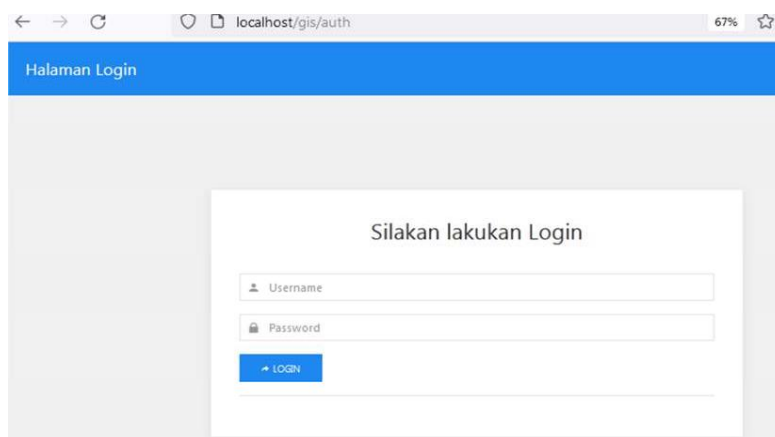 localhost/gis/auth 67%
Halaman Login
Silakan lakukan Login
Username
Password
LOGIN